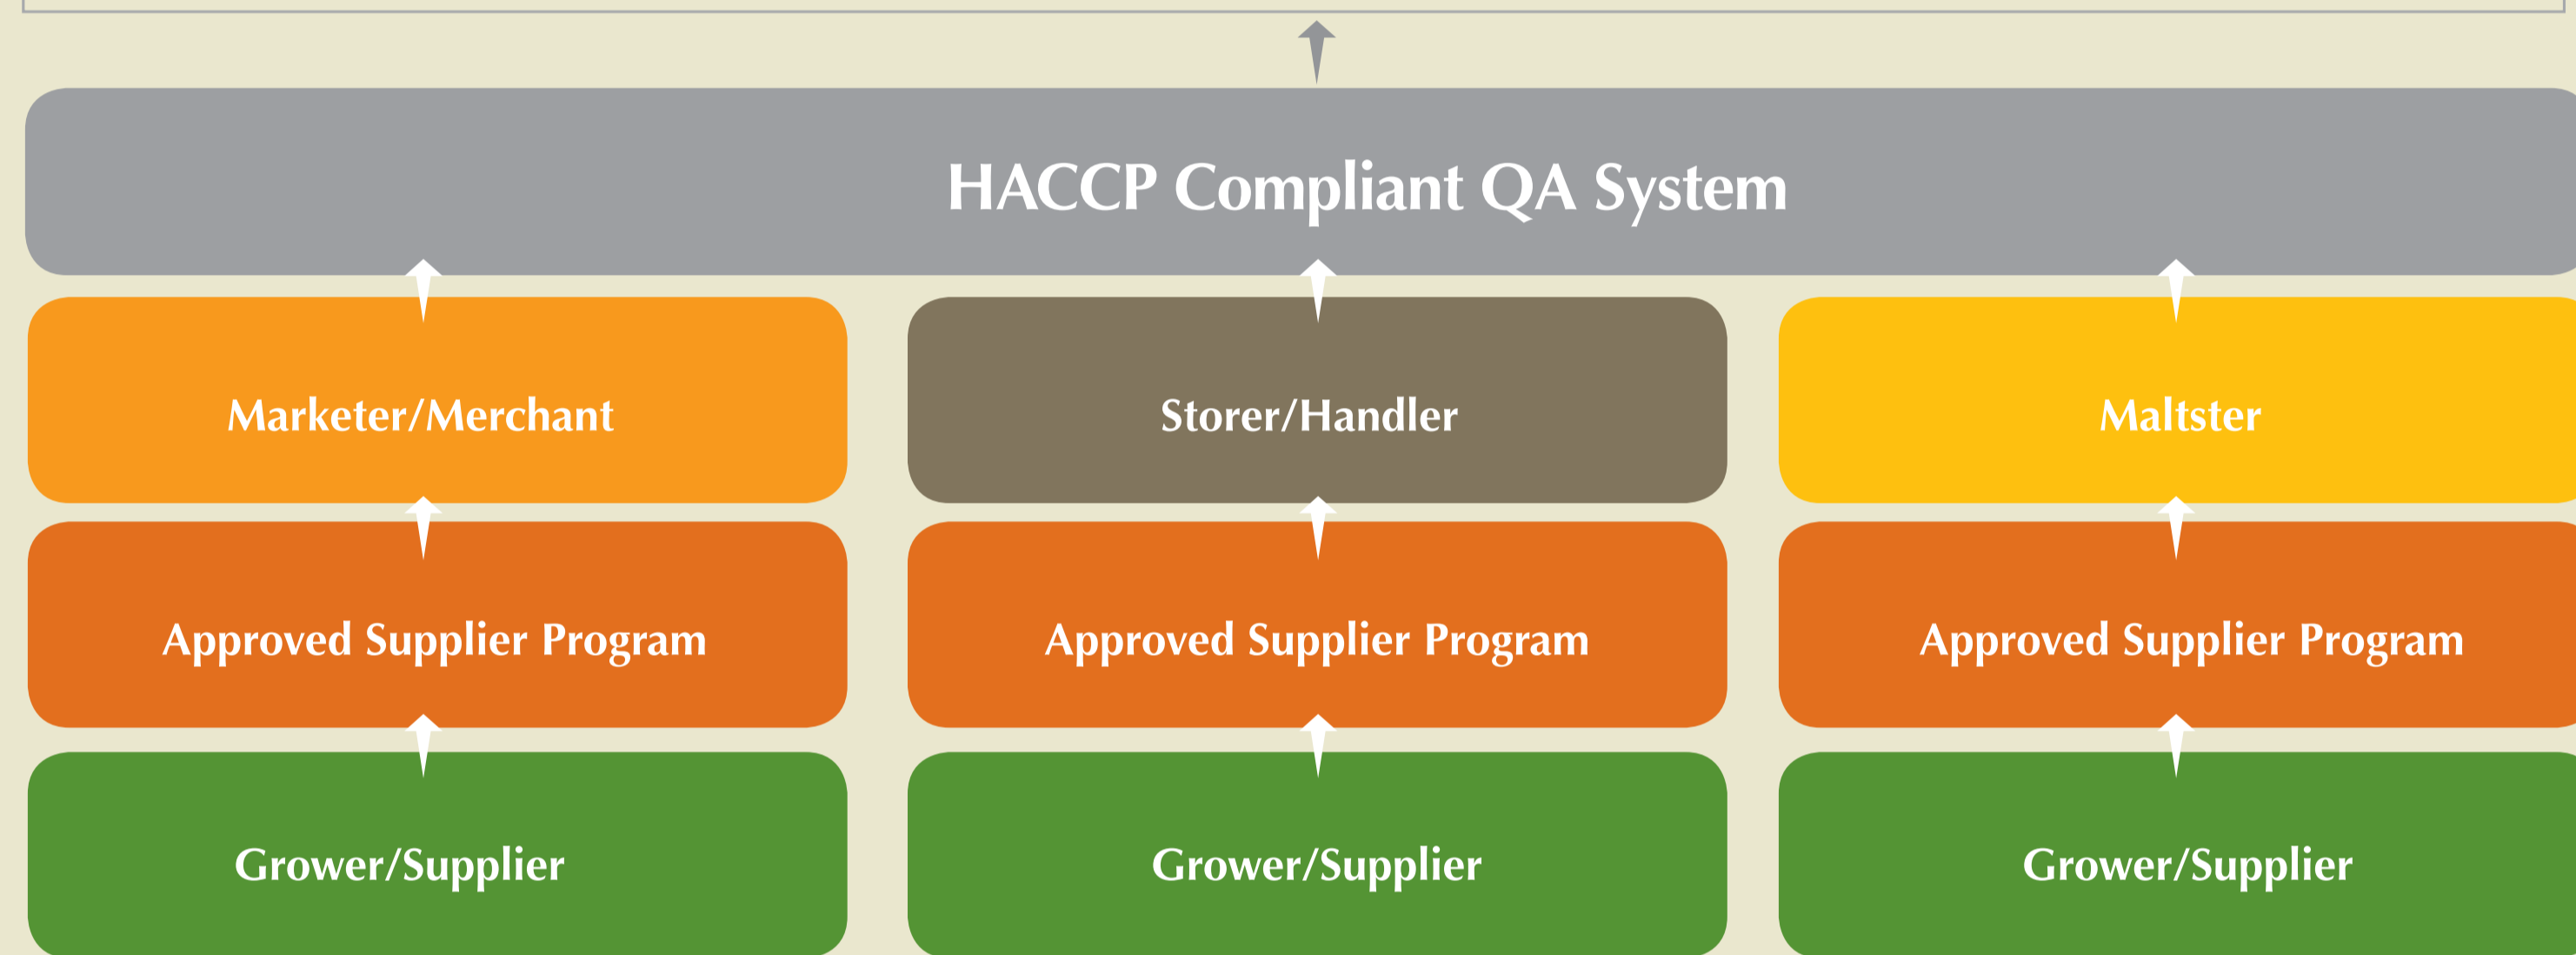 HACCP Compliant QA System
Marketer/Merchant
Storer/Handler
Maltster
Approved Supplier Program
Approved Supplier Program
Approved Supplier Program
Grower/Supplier
Grower/Supplier
Grower/Supplier